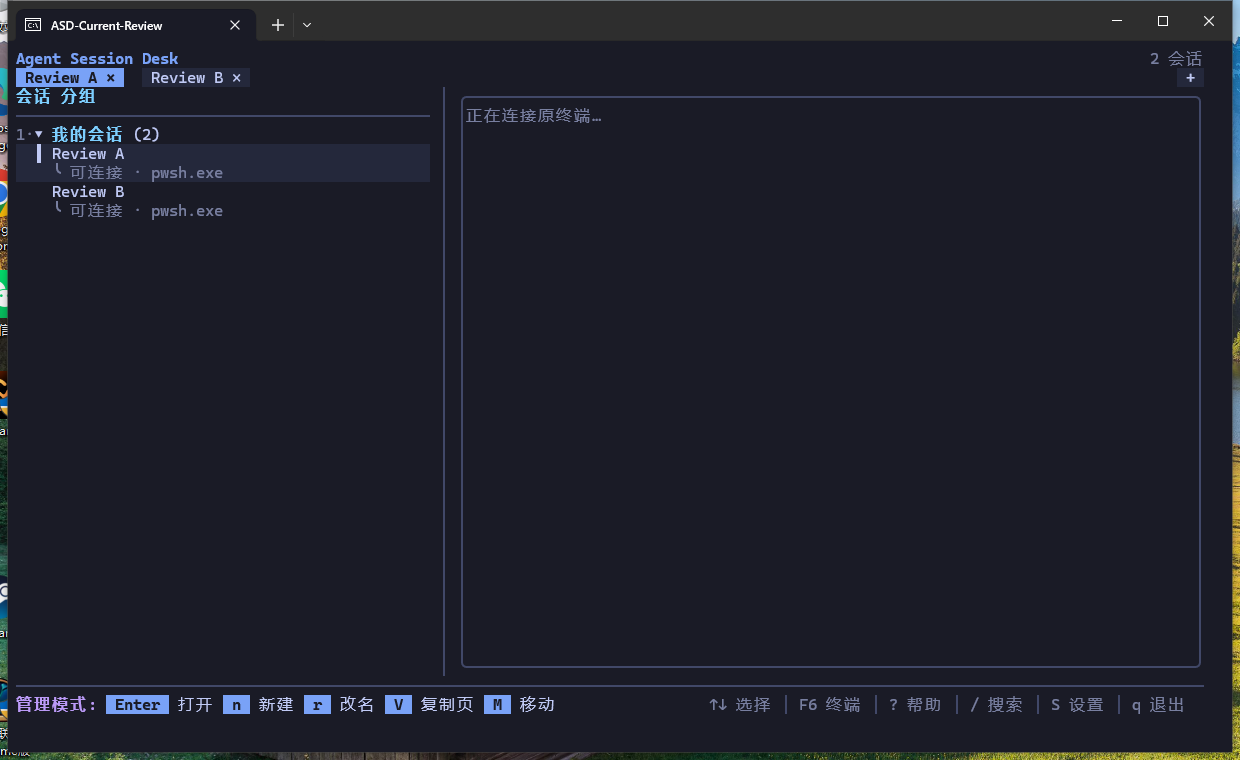 ASD-Current-Review
Agent Session Desk
2 会话
Review A ×
Review B ×
+
会话 分组
1·▾ 我的会话 (2)
Review A
└ 可连接 · pwsh.exe
Review B
└ 可连接 · pwsh.exe
正在连接原终端…
管理模式: Enter 打开 n 新建 r 改名 V 复制页 M 移动
↑↓ 选择 │ F6 终端 │ ? 帮助 │ / 搜索 │ S 设置 │ q 退出